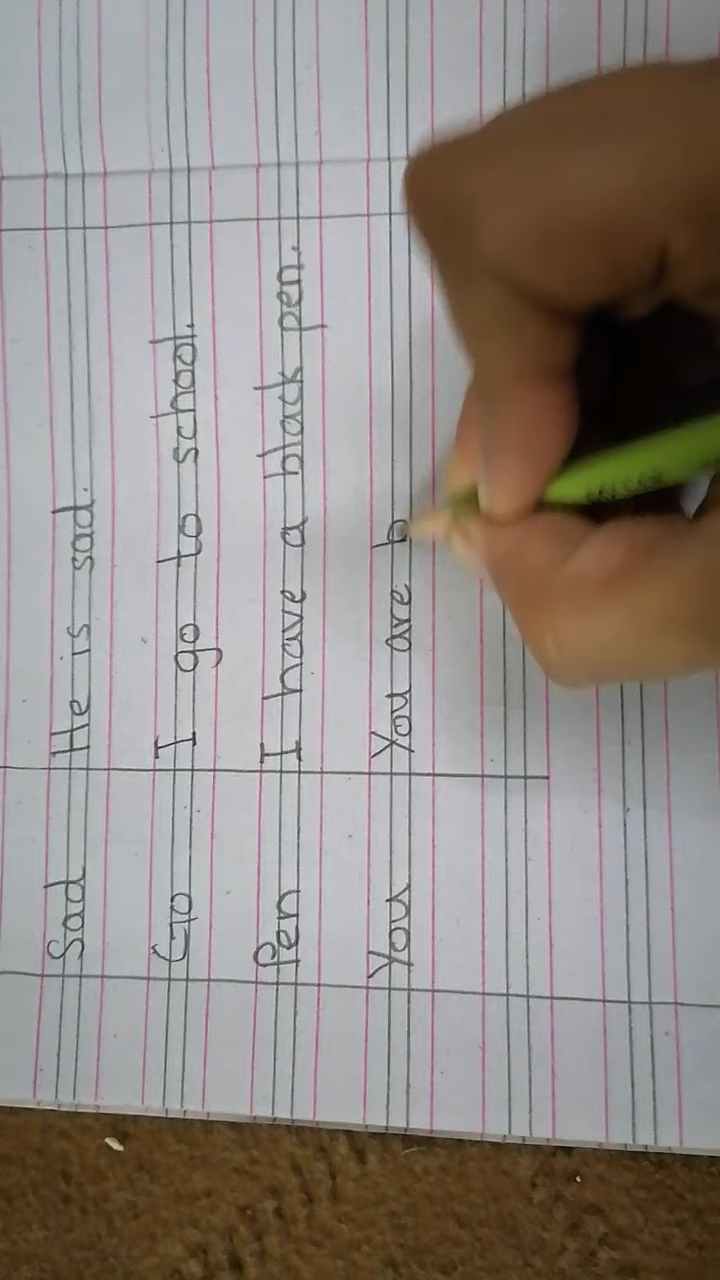 Sad He is sad.
Go I go to school.
Pen I have a black pen.
You You are b